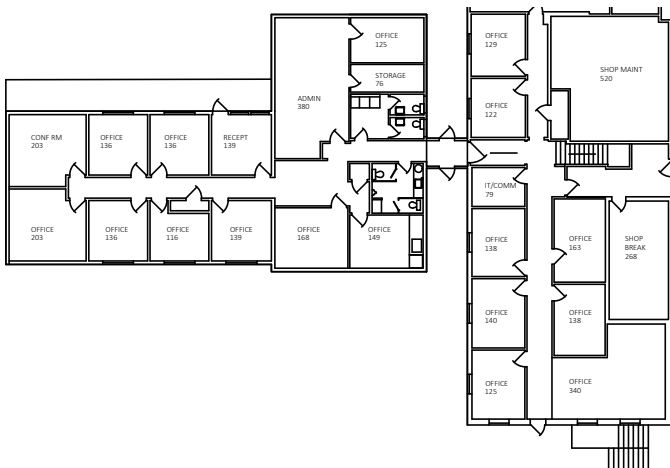 OFFICE
125
OFFICE
129
SHOP MAINT
520
STORAGE
76
ADMIN
380
OFFICE
122
CONF RM
203
OFFICE
136
OFFICE
136
RECEPT
139
IT/COMM
79
OFFICE
203
OFFICE
136
OFFICE
116
OFFICE
139
OFFICE
168
OFFICE
149
OFFICE
138
OFFICE
163
SHOP
BREAK
268
OFFICE
140
OFFICE
138
OFFICE
125
OFFICE
340